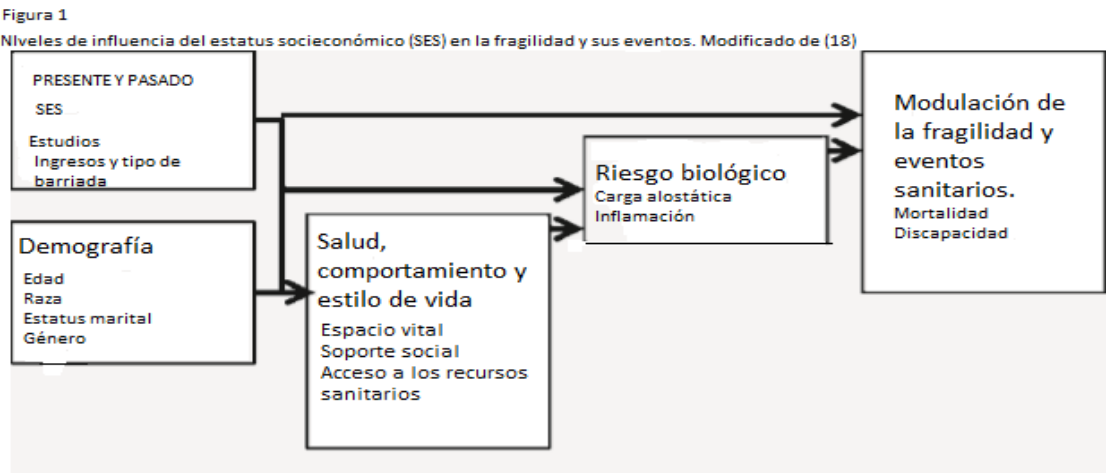 Figura 1
NIveles de influencia del estatus socieconómico (SES) en la fragilidad y sus eventos. Modificado de (18)
PRESENTE Y PASADO
SES
Estudios
Ingresos y tipo de
barriada
Demografía
Edad
Raza
Estatus marital
Género
Salud,
comportamiento y
estilo de vida
Espacio vital
Soporte social
Acceso a los recursos
sanitarios
Riesgo biológico
Carga alostática
Inflamación
Modulación de
la fragilidad y
eventos
sanitarios.
Mortalidad
Discapacidad